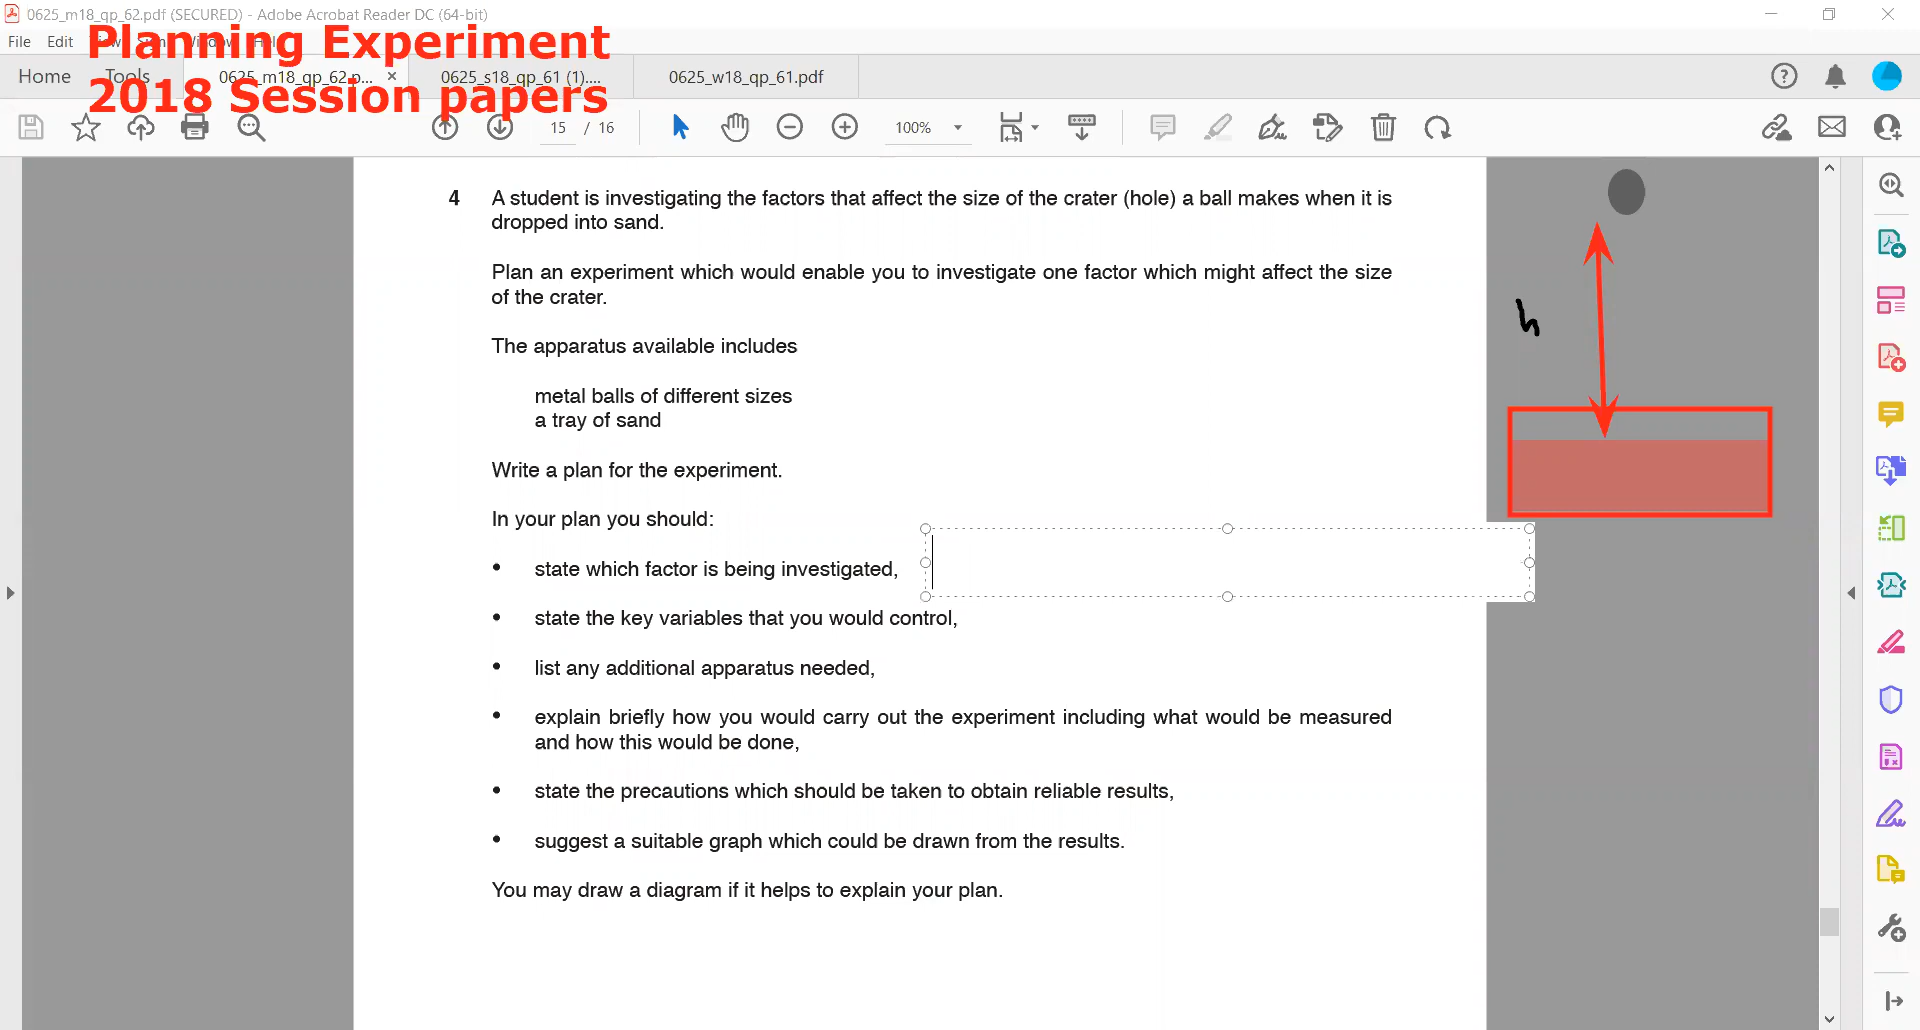 0625_m18_qp_62.pdf (SECURED) - Adobe Acrobat Reader DC (64-bit)
Planning Experiment
File Edit View Sign Window Help
Home Tools 0625_m18_qp_62.p... × 0625_s18_qp_61 (1).... 0625_w18_qp_61.pdf
2018 Session papers
15 / 16 100%
4 A student is investigating the factors that affect the size of the crater (hole) a ball makes when it is
dropped into sand.
Plan an experiment which would enable you to investigate one factor which might affect the size
of the crater.
h
The apparatus available includes
metal balls of different sizes
a tray of sand
Write a plan for the experiment.
In your plan you should:
• state which factor is being investigated,
• state the key variables that you would control,
• list any additional apparatus needed,
• explain briefly how you would carry out the experiment including what would be measured
and how this would be done,
• state the precautions which should be taken to obtain reliable results,
• suggest a suitable graph which could be drawn from the results.
You may draw a diagram if it helps to explain your plan.